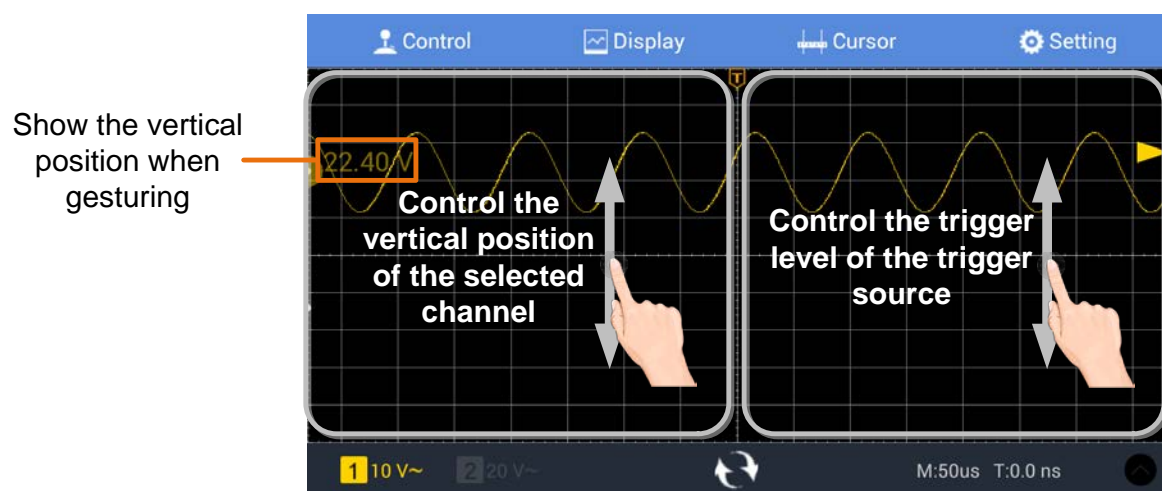 Control Display Cursor Setting
T
Show the vertical
position when
gesturing
22.40 V
Control the
vertical position
of the selected
channel
Control the trigger
level of the trigger
source
1 10 V~ 2 20 V~ M:50us T:0.0 ns